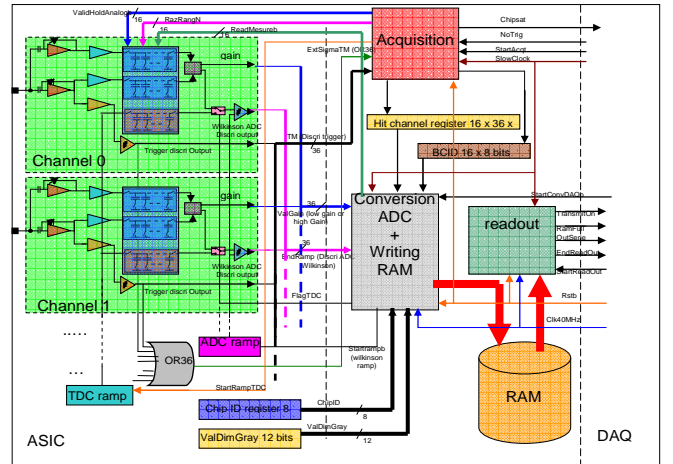 ValidHoldAnalogb
16
RazRangN
16
ReadMesureb
16
Acquisition
Chipsat
NoTrig
StartAcqt
SlowClock
ExtSigmaTM (OR36)
gain
Hit channel register 16 x 36 x
Wilkinson ADC
Discri output
TM (Discri trigger)
36
Trigger discri Output
Channel 0
BCID 16 x 8 bits
gain
36
ValGain (low gain or
high Gain)
Conversion
ADC
+
Writing
RAM
readout
StartConvDAQb
TransmitOn
RamFull
OutSerie
EndReadOut
StartReadOut
36
EndRamp (Discri ADC
Wilkinson)
Wilkinson ADC
Discri output
Trigger discri Output
FlagTDC
Channel 1
Rstb
Clk40MHz
.....
...
OR36
ADC ramp
Startrampb
(wilkinson
ramp)
StartRampTDC
TDC ramp
RAM
Chip ID register 8
ChipID
8
ValDimGray 12 bits
ValDimGray
12
ASIC
DAQ